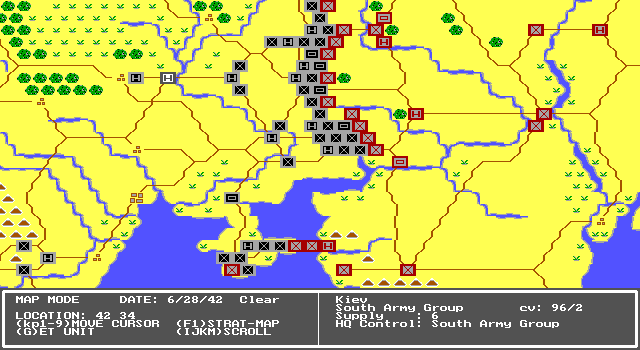 MAP MODE DATE: 6/28/42 Clear
LOCATION: 42 34
(kp1-9)MOVE CURSOR (F1)STRAT-MAP
(G)ET UNIT (IJKM)SCROLL
Kiev
South Army Group cv: 96/2
Supply : 6
HQ Control: South Army Group